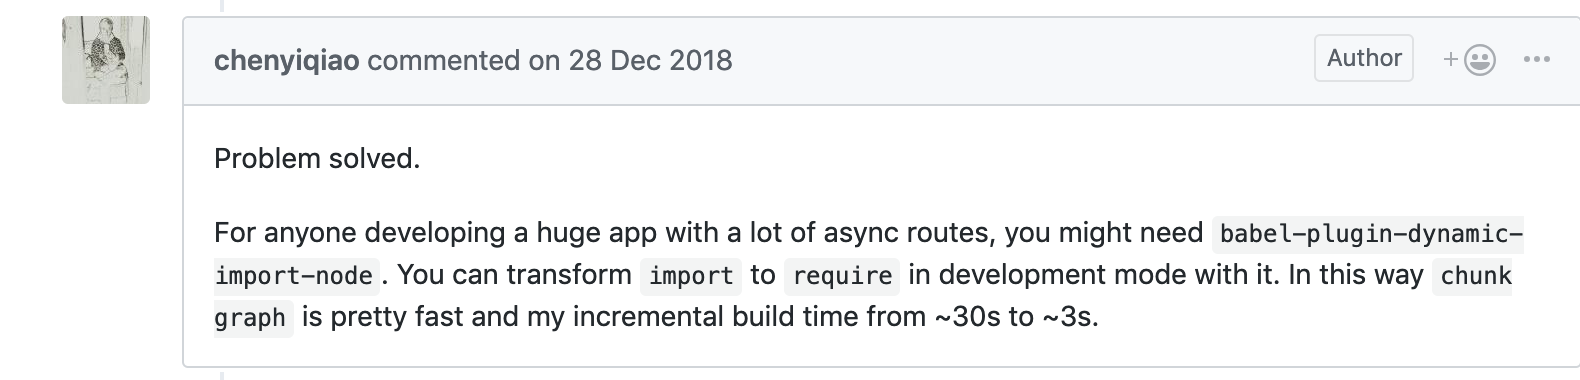 chenyiqiao commented on 28 Dec 2018
Author
Problem solved.
For anyone developing a huge app with a lot of async routes, you might need babel-plugin-dynamic-
import-node. You can transform import to require in development mode with it. In this way chunk
graph is pretty fast and my incremental build time from ~30s to ~3s.